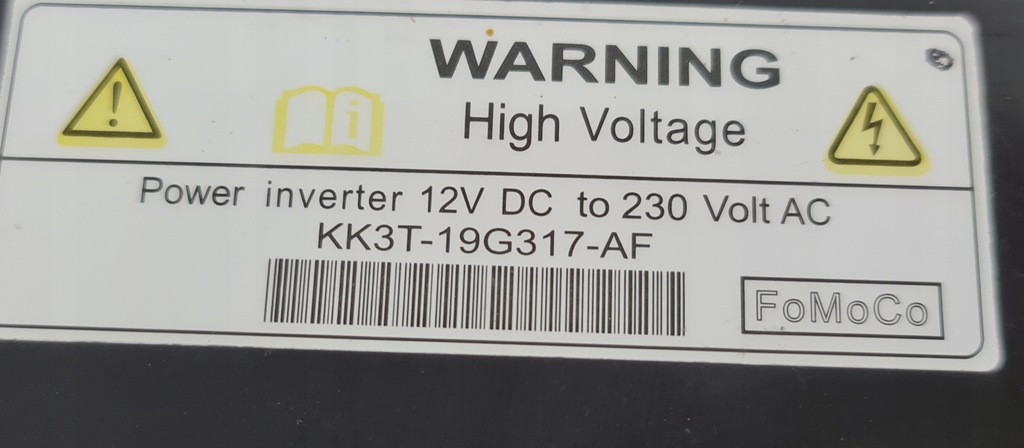 WARNING
High Voltage
Power inverter 12V DC to 230 Volt AC
KK3T-19G317-AF
FoMoCo